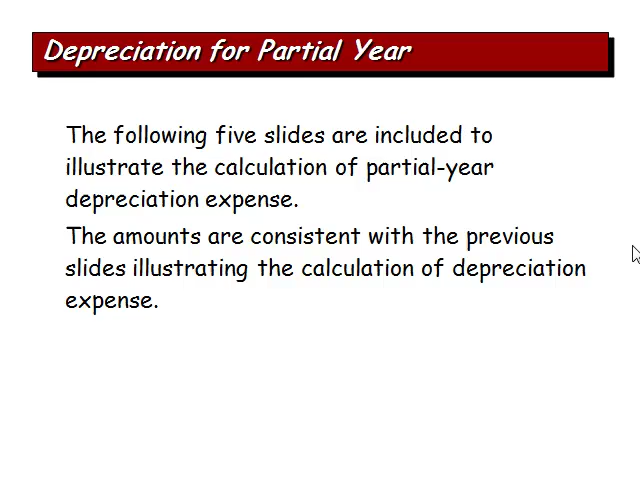 Depreciation for Partial Year
The following five slides are included to
illustrate the calculation of partial-year
depreciation expense.
The amounts are consistent with the previous
slides illustrating the calculation of depreciation
expense.